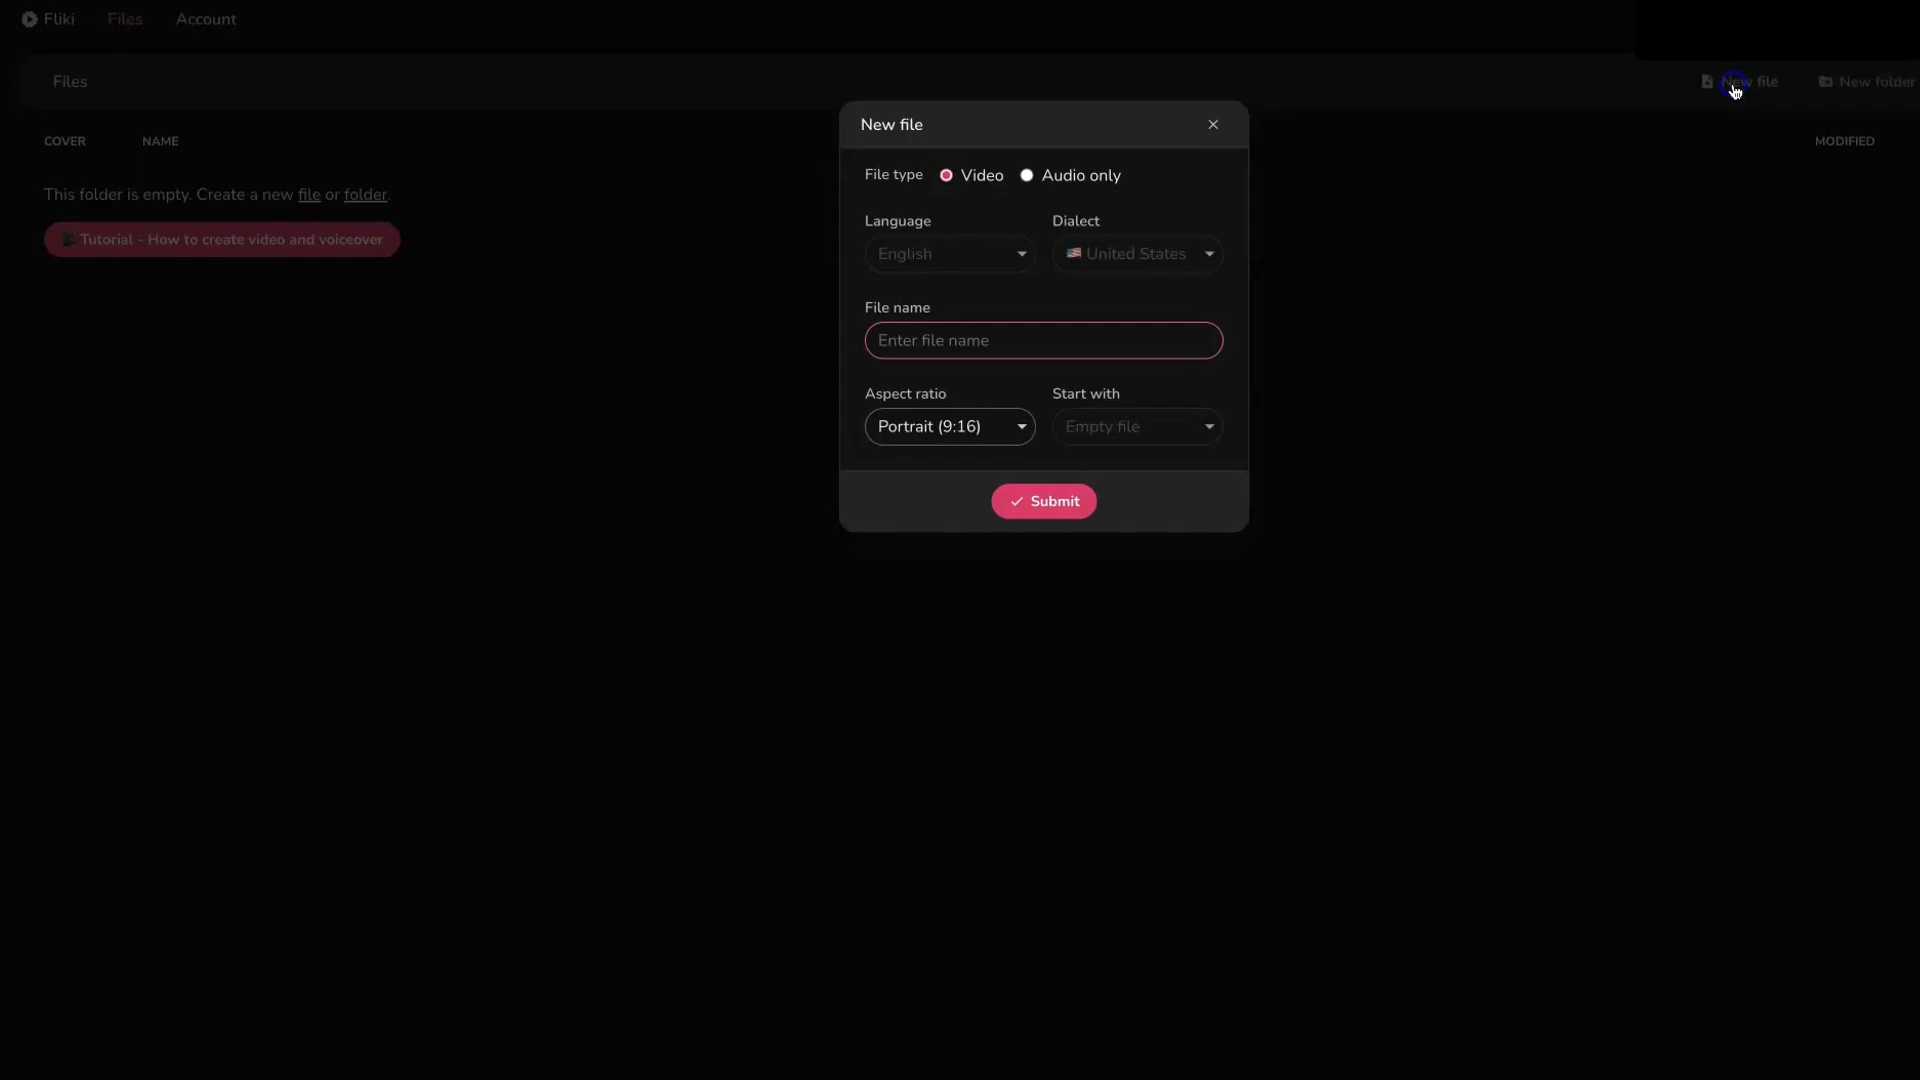 Fliki Files Account
Files New file New folder
New file
COVER NAME MODIFIED
File type Video Audio only
This folder is empty. Create a new file or folder.
Language Dialect
Tutorial - How to create video and voiceover
English United States
File name
Enter file name
Aspect ratio Start with
Portrait (9:16) Empty file
Submit